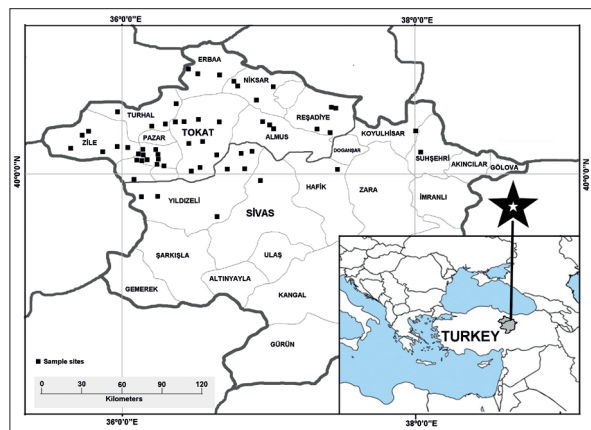 36°0'0"E 38°0'0"E
ERBAA
NİKSAR
TURHAL
REŞADİYE
TOKAT
KOYULHİSAR
PAZAR
ALMUS
ZİLE
DOGANŞAR
SUHŞEHRİ
AKINCILAR
GÖLOVA
40°0'0"N 40°0'0"N
HAFİK
ZARA
İMRANLI
YILDIZELİ
SİVAS
ŞARKIŞLA
ULAŞ
ALTINYAYLA
GEMEREK
KANGAL
GÜRÜN
TURKEY
Sample sites
0 30 60 90 120
Kilometers
36°0'0"E 38°0'0"E